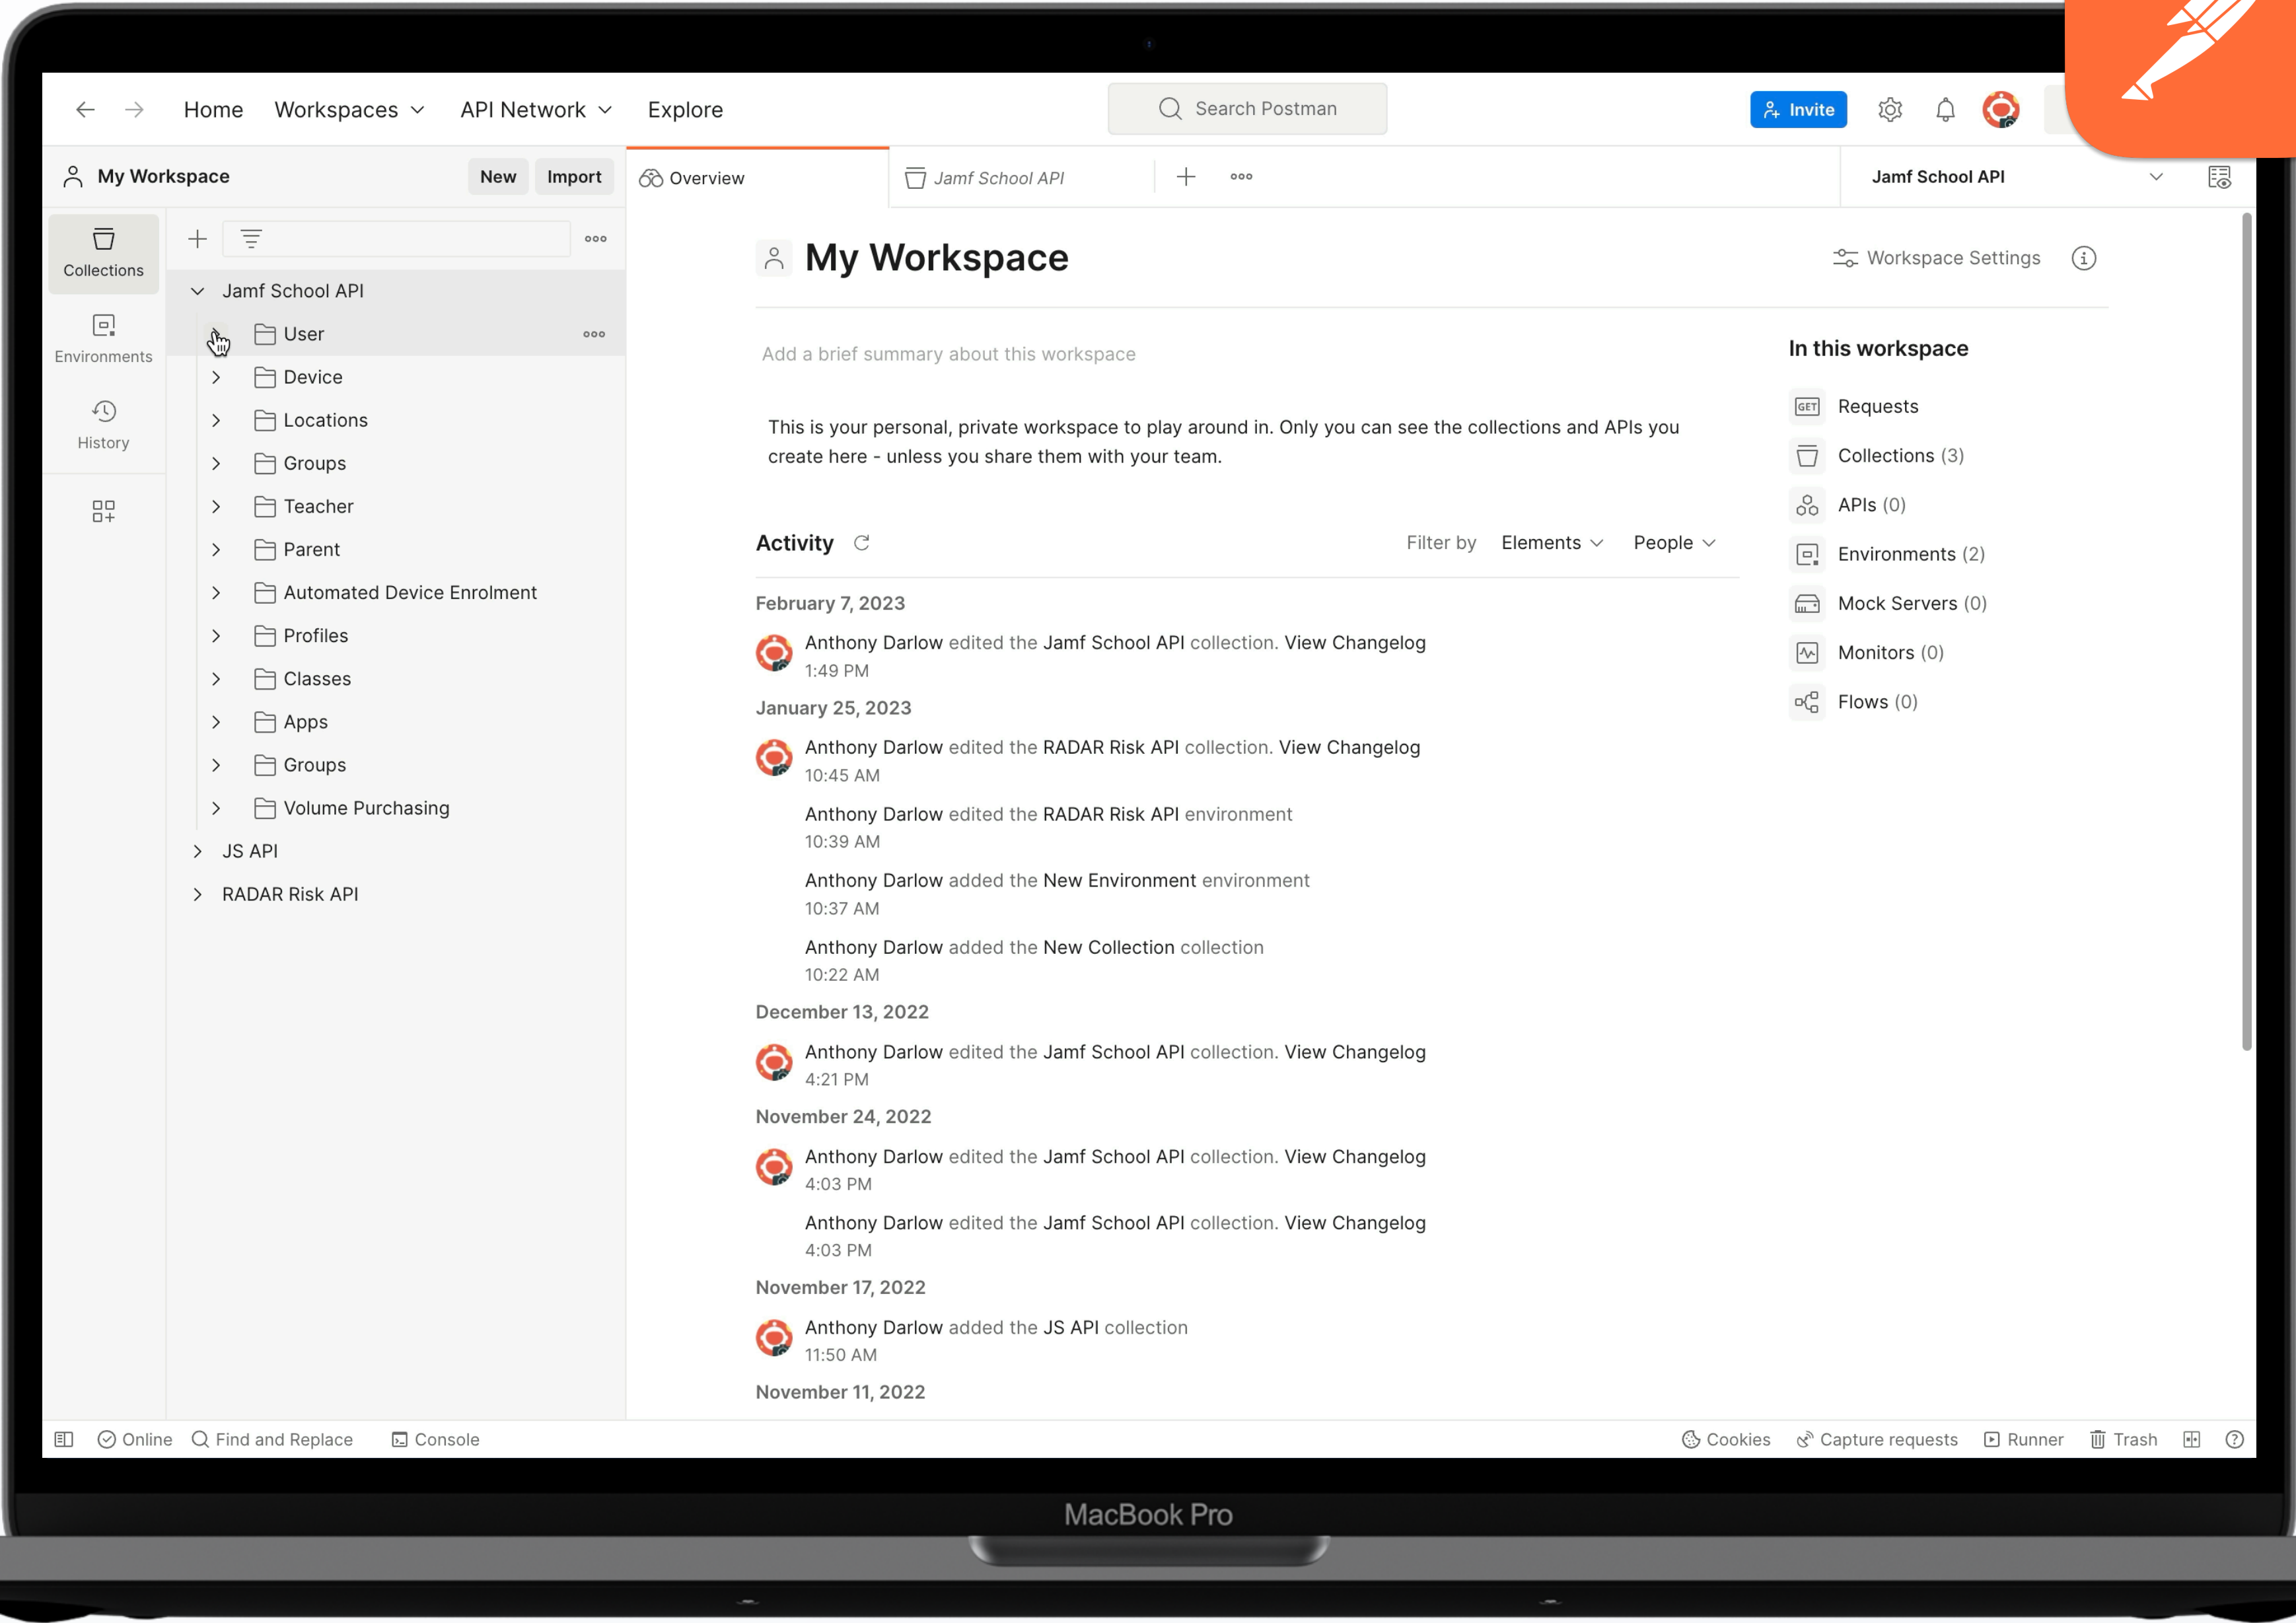 Home Workspaces API Network Explore
Search Postman
Invite
My Workspace
New Import
Overview
Jamf School API
Jamf School API
Collections
Environments
History
Jamf School API
User
Device
Locations
Groups
Teacher
Parent
Automated Device Enrolment
Profiles
Classes
Apps
Groups
Volume Purchasing
JS API
RADAR Risk API
My Workspace
Workspace Settings
Add a brief summary about this workspace
This is your personal, private workspace to play around in. Only you can see the collections and APIs you
create here - unless you share them with your team.
Activity
Filter by Elements People
February 7, 2023
Anthony Darlow edited the Jamf School API collection. View Changelog
1:49 PM
January 25, 2023
Anthony Darlow edited the RADAR Risk API collection. View Changelog
10:45 AM
Anthony Darlow edited the RADAR Risk API environment
10:39 AM
Anthony Darlow added the New Environment environment
10:37 AM
Anthony Darlow added the New Collection collection
10:22 AM
December 13, 2022
Anthony Darlow edited the Jamf School API collection. View Changelog
4:21 PM
November 24, 2022
Anthony Darlow edited the Jamf School API collection. View Changelog
4:03 PM
Anthony Darlow edited the Jamf School API collection. View Changelog
4:03 PM
November 17, 2022
Anthony Darlow added the JS API collection
11:50 AM
November 11, 2022
In this workspace
GET Requests
Collections (3)
APIs (0)
Environments (2)
Mock Servers (0)
Monitors (0)
Flows (0)
Online Find and Replace Console
Cookies Capture requests Runner Trash
MacBook Pro